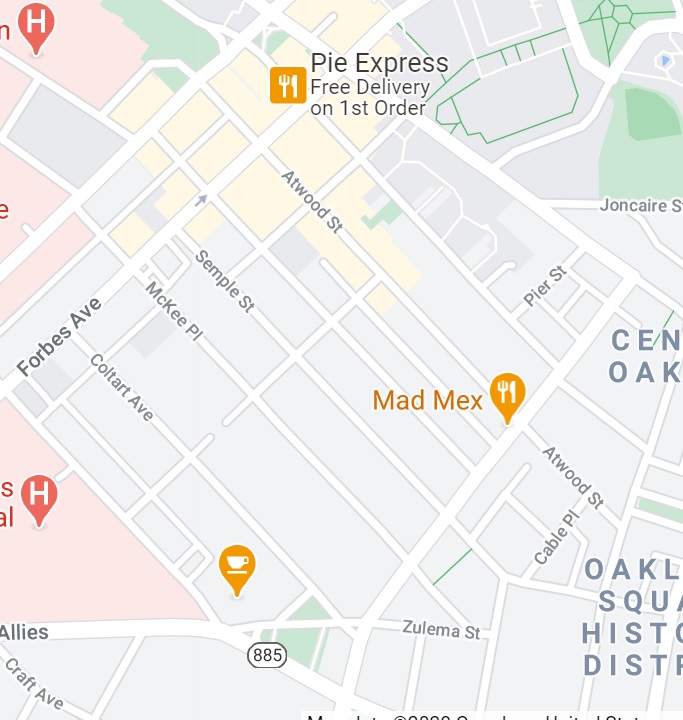 H
n
Pie Express
Free Delivery
on 1st Order
Atwood St
Joncaire S
e
Semple St
McKee Pl
Pier St
Forbes Ave
CEN
OAK
Coltart Ave
Mad Mex
s
al
H
Atwood St
Cable Pl
OAKL
SQUA
HISTO
DISTR
Allies
Zulema St
885
Craft Ave